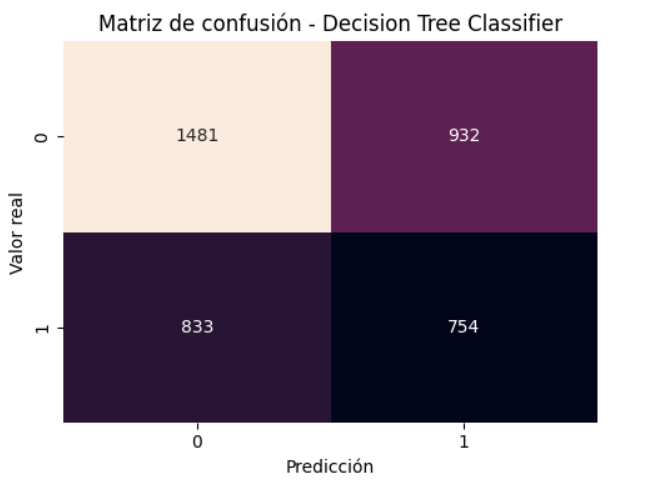 Matriz de confusión - Decision Tree Classifier
0
1481
932
Valor real
1
833
754
0
1
Predicción